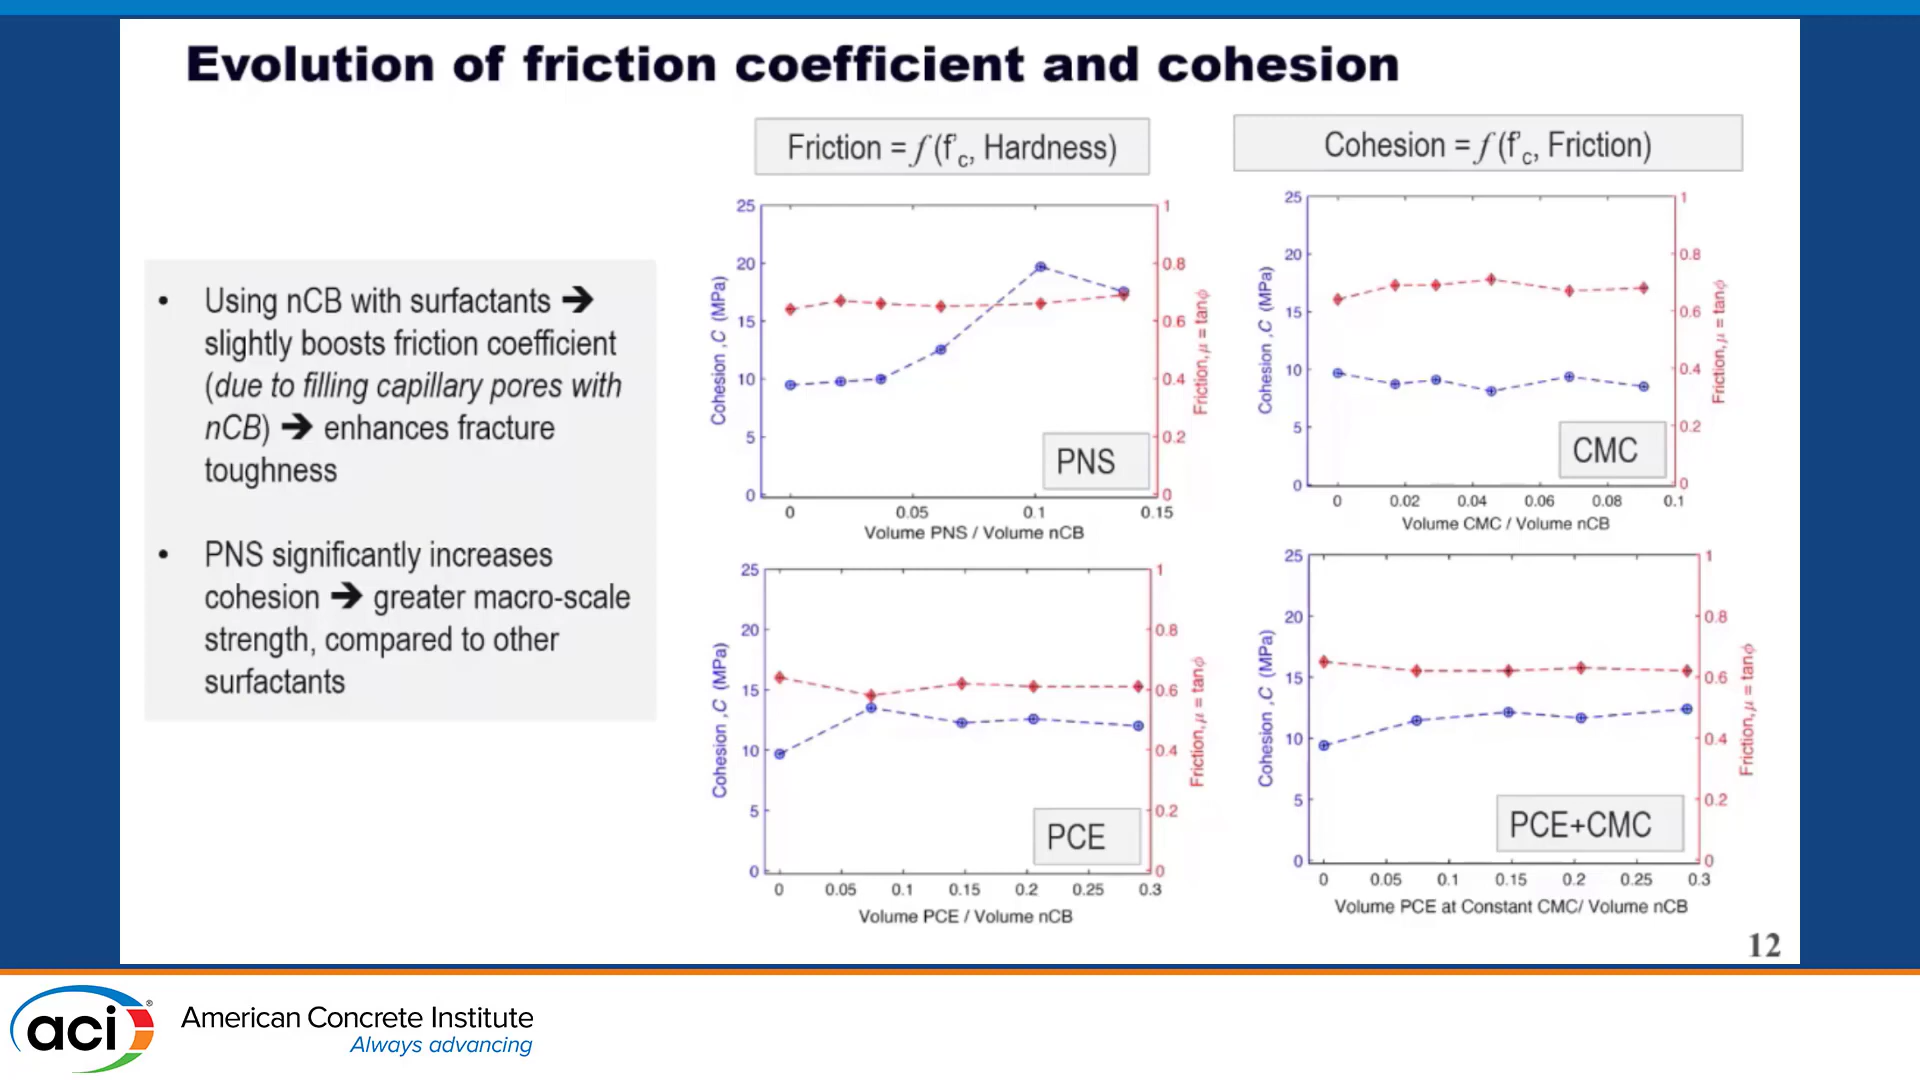 Evolution of friction coefficient and cohesion
Friction = f (f'c, Hardness)
Cohesion = f (f'c, Friction)
• Using nCB with surfactants ➔
slightly boosts friction coefficient
(due to filling capillary pores with
nCB) ➔ enhances fracture
toughness
• PNS significantly increases
cohesion ➔ greater macro-scale
strength, compared to other
surfactants
25
20
15
10
5
0
Cohesion ,C (MPa)
1
0.8
0.6
0.4
0.2
0
Friction, μ = tanϕ
PNS
0 0.05 0.1 0.15
Volume PNS / Volume nCB
25
20
15
10
5
0
Cohesion ,C (MPa)
1
0.8
0.6
0.4
0.2
0
Friction, μ = tanϕ
CMC
0 0.02 0.04 0.06 0.08 0.1
Volume CMC / Volume nCB
25
20
15
10
5
0
Cohesion ,C (MPa)
1
0.8
0.6
0.4
0.2
0
Friction, μ = tanϕ
PCE
0 0.05 0.1 0.15 0.2 0.25 0.3
Volume PCE / Volume nCB
25
20
15
10
5
0
Cohesion ,C (MPa)
1
0.8
0.6
0.4
0.2
0
Friction, μ = tanϕ
PCE+CMC
0 0.05 0.1 0.15 0.2 0.25 0.3
Volume PCE at Constant CMC/ Volume nCB
12
aci®
American Concrete Institute
Always advancing